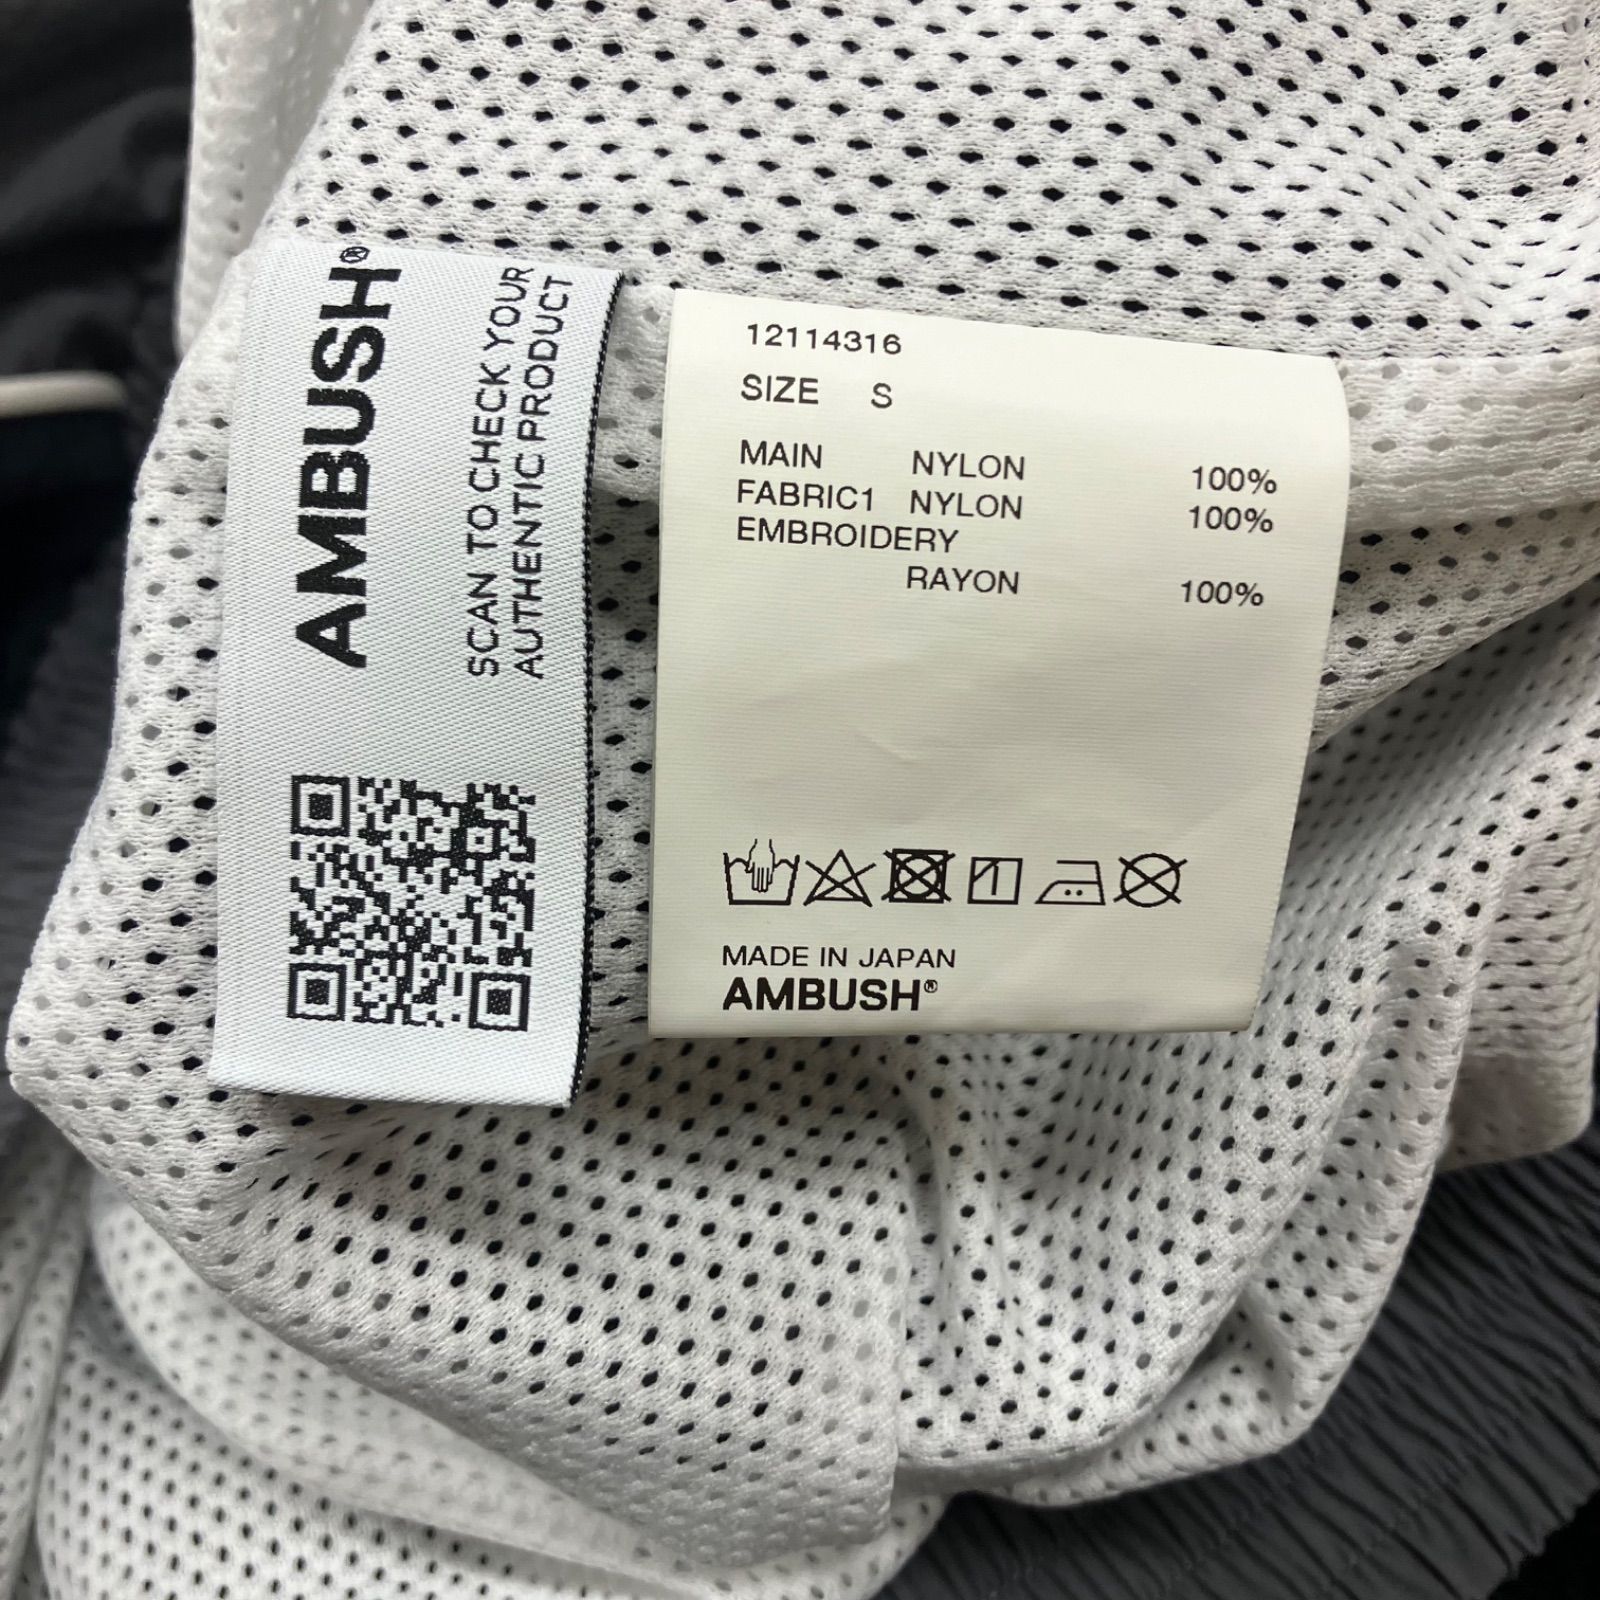 AMBUSH®
SCAN TO CHECK YOUR
AUTHENTIC PRODUCT
12114316
SIZE S
MAIN NYLON 100%
FABRIC1 NYLON 100%
EMBROIDERY
RAYON 100%
MADE IN JAPAN
AMBUSH®